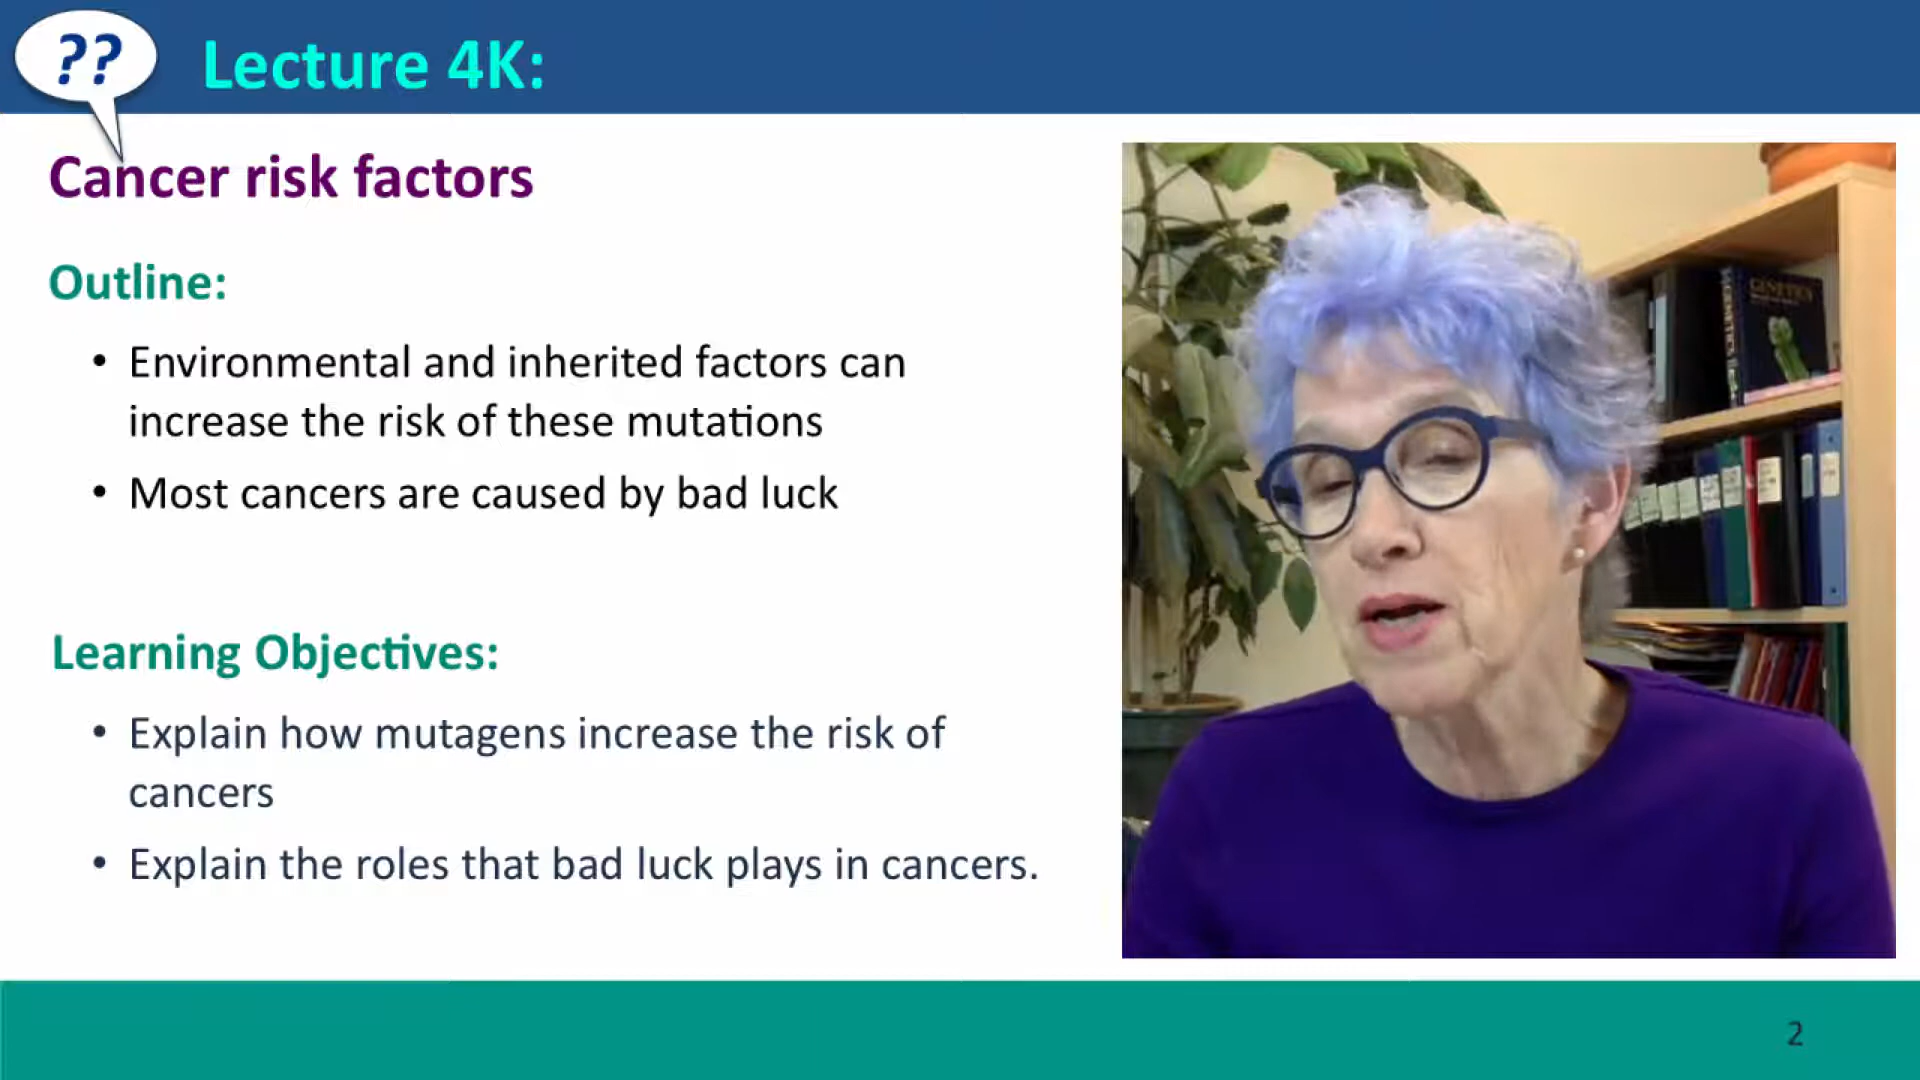 ??
Lecture 4K:
Cancer risk factors
Outline:
• Environmental and inherited factors can
increase the risk of these mutations
• Most cancers are caused by bad luck
Learning Objectives:
• Explain how mutagens increase the risk of
cancers
• Explain the roles that bad luck plays in cancers.
GENETICS
2